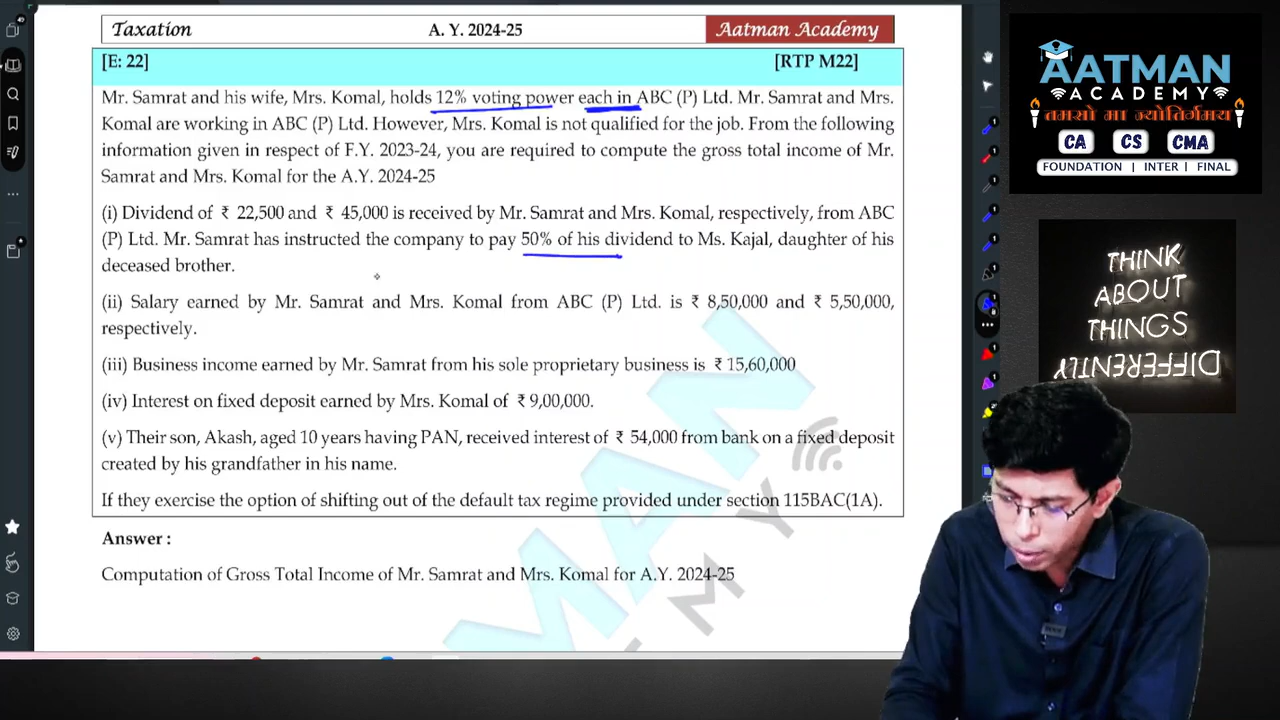 Taxation A. Y. 2024-25 Aatman Academy
[E: 22] [RTP M22]
Mr. Samrat and his wife, Mrs. Komal, holds 12% voting power each in ABC (P) Ltd. Mr. Samrat and Mrs.
Komal are working in ABC (P) Ltd. However, Mrs. Komal is not qualified for the job. From the following
information given in respect of F.Y. 2023-24, you are required to compute the gross total income of Mr.
Samrat and Mrs. Komal for the A.Y. 2024-25
(i) Dividend of ₹ 22,500 and ₹ 45,000 is received by Mr. Samrat and Mrs. Komal, respectively, from ABC
(P) Ltd. Mr. Samrat has instructed the company to pay 50% of his dividend to Ms. Kajal, daughter of his
deceased brother.
(ii) Salary earned by Mr. Samrat and Mrs. Komal from ABC (P) Ltd. is ₹ 8,50,000 and ₹ 5,50,000,
respectively.
(iii) Business income earned by Mr. Samrat from his sole proprietary business is ₹ 15,60,000
(iv) Interest on fixed deposit earned by Mrs. Komal of ₹ 9,00,000.
(v) Their son, Akash, aged 10 years having PAN, received interest of ₹ 54,000 from bank on a fixed deposit
created by his grandfather in his name.
If they exercise the option of shifting out of the default tax regime provided under section 115BAC(1A).
Answer :
Computation of Gross Total Income of Mr. Samrat and Mrs. Komal for A.Y. 2024-25
MAN
EMY
AATMAN
ACADEMY
तमसो मा ज्योतिर्गमय
CA CS CMA
FOUNDATION | INTER | FINAL
THINK
ABOUT
THINGS
DIFFERENTLY